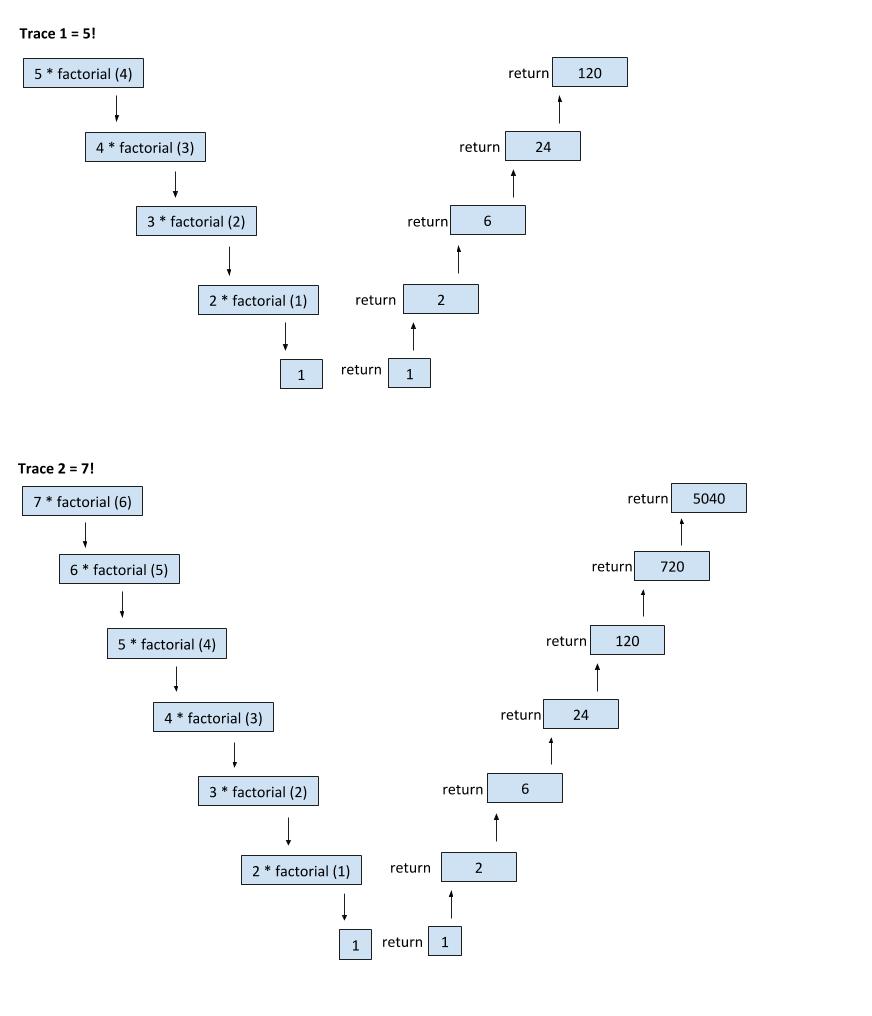 Trace 1 = 5!
5 * factorial (4)
return 120
4 * factorial (3)
return 24
3 * factorial (2)
return 6
2 * factorial (1)
return 2
1
return 1
Trace 2 = 7!
7 * factorial (6)
return 5040
6 * factorial (5)
return 720
5 * factorial (4)
return 120
4 * factorial (3)
return 24
3 * factorial (2)
return 6
2 * factorial (1)
return 2
1
return 1